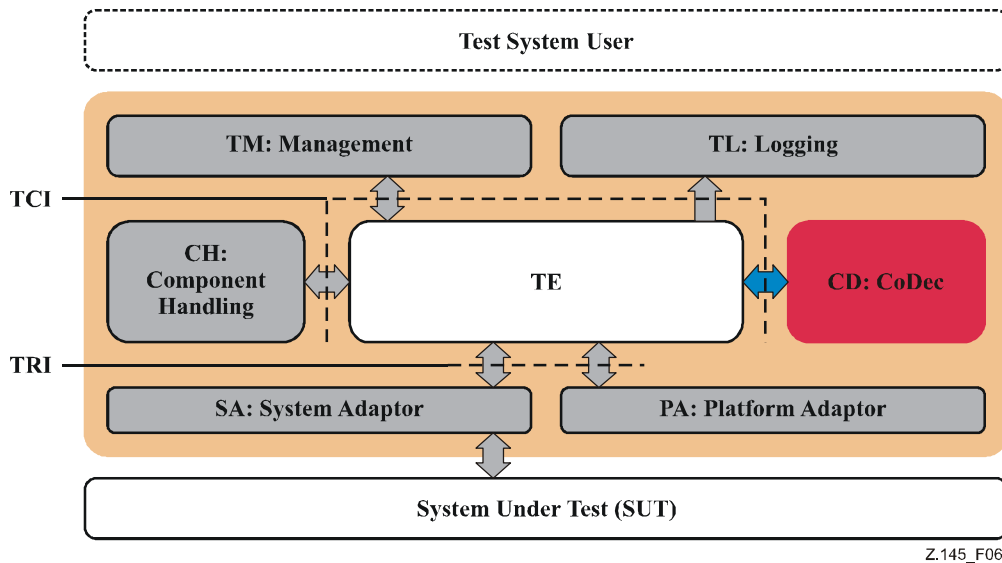 Test System User
TM: Management
TL: Logging
TCI
CH:
Component
Handling
TE
CD: CoDec
TRI
SA: System Adaptor
PA: Platform Adaptor
System Under Test (SUT)
Z.145_F06